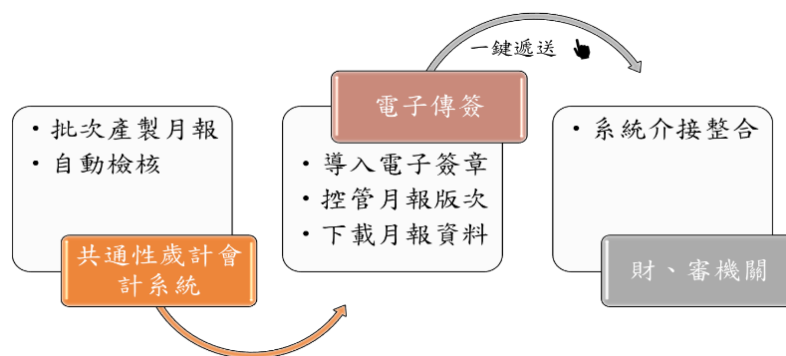 一鍵遞送
電子傳簽
・批次產製月報
・自動檢核
・導入電子簽章
・控管月報版次
・下載月報資料
・系統介接整合
共通性歲計會
計系統
財、審機關